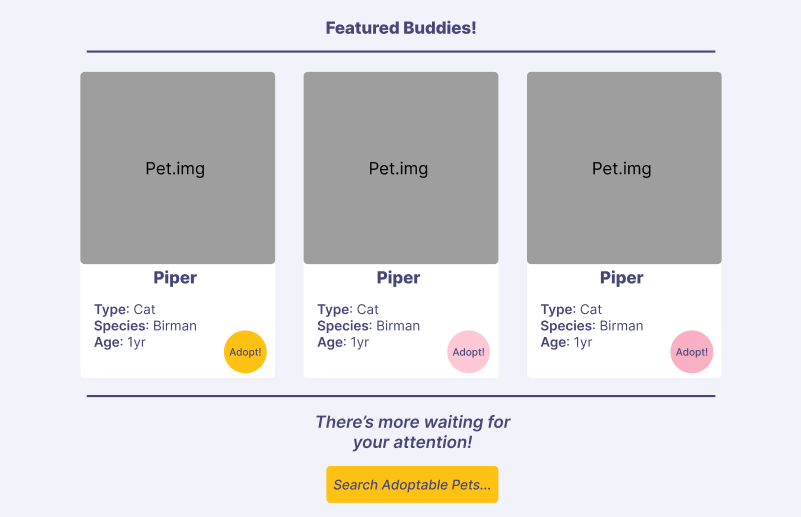 Featured Buddies!
Pet.img
Pet.img
Pet.img
Piper
Type: Cat
Species: Birman
Age: 1yr
Adopt!
Piper
Type: Cat
Species: Birman
Age: 1yr
Adopt!
Piper
Type: Cat
Species: Birman
Age: 1yr
Adopt!
There’s more waiting for
your attention!
Search Adoptable Pets...